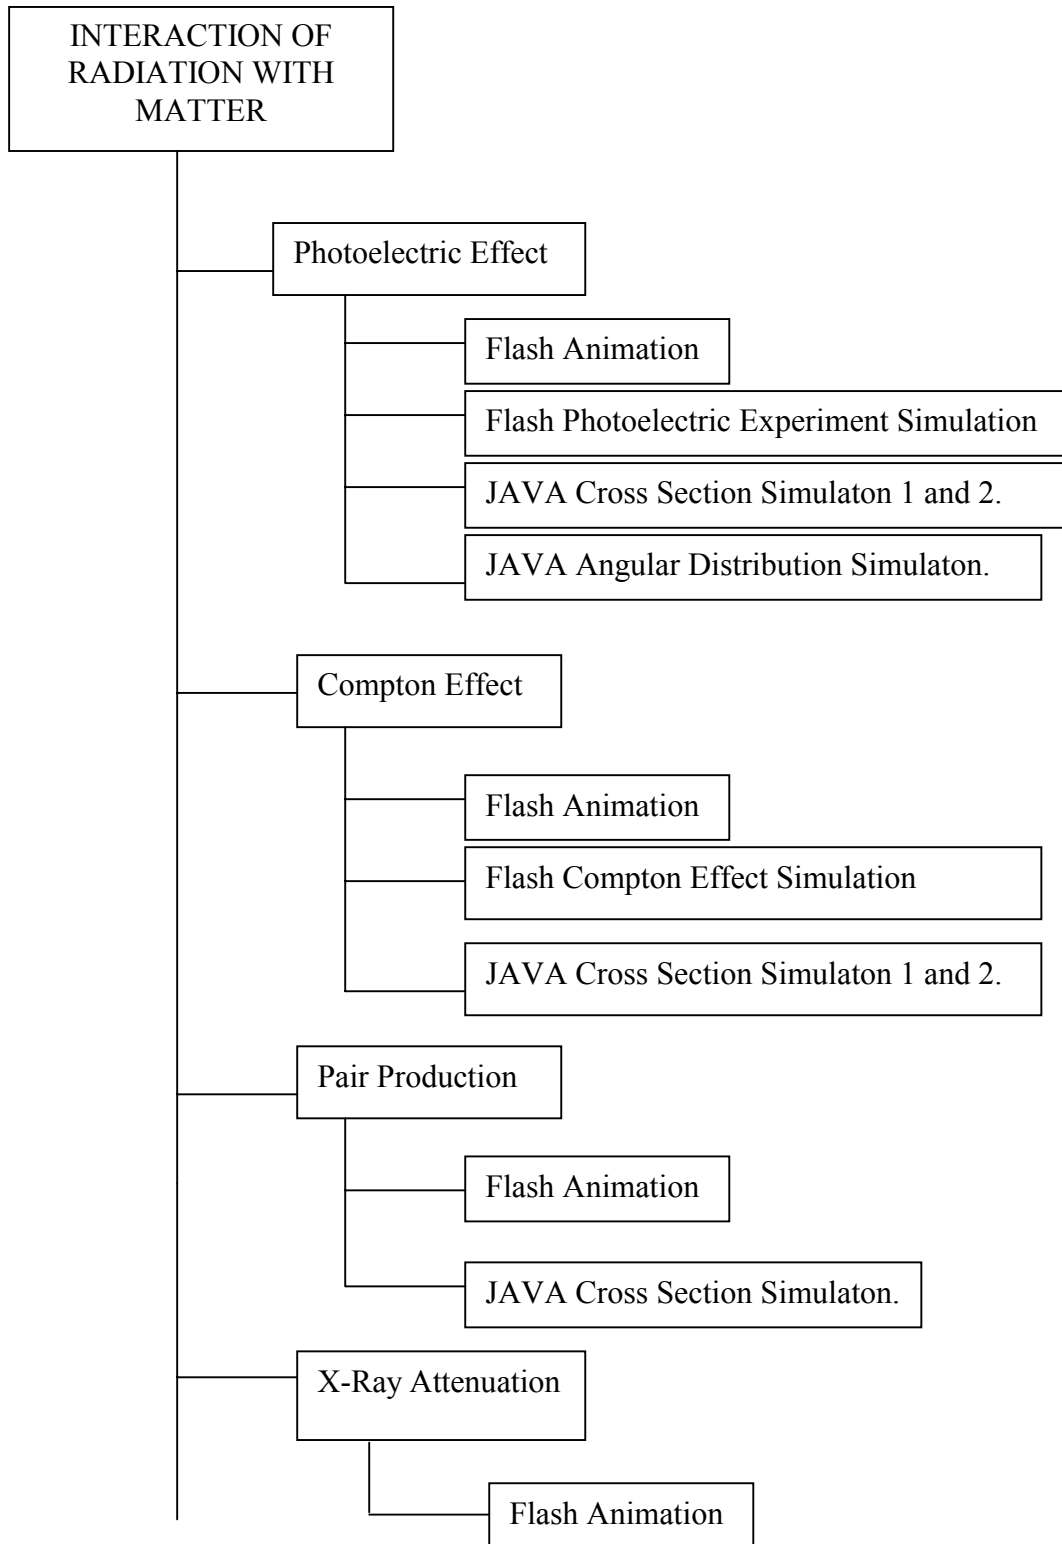 INTERACTION OF
RADIATION WITH
MATTER
Photoelectric Effect
Flash Animation
Flash Photoelectric Experiment Simulation
JAVA Cross Section Simulaton 1 and 2.
JAVA Angular Distribution Simulaton.
Compton Effect
Flash Animation
Flash Compton Effect Simulation
JAVA Cross Section Simulaton 1 and 2.
Pair Production
Flash Animation
JAVA Cross Section Simulaton.
X-Ray Attenuation
Flash Animation